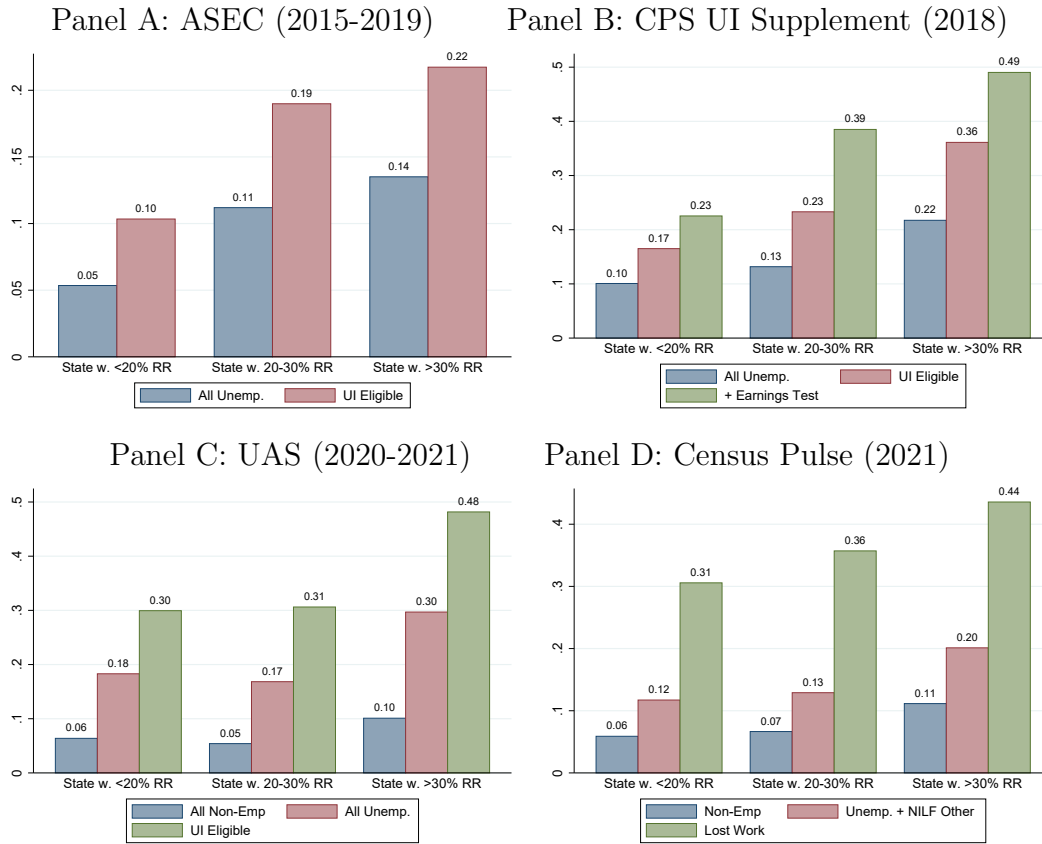 Panel A: ASEC (2015-2019)
0 .05 .1 .15 .2
0.05 0.10 0.11 0.19 0.14 0.22
State w. <20% RR State w. 20-30% RR State w. >30% RR
All Unemp. UI Eligible
Panel B: CPS UI Supplement (2018)
0 .1 .2 .3 .4 .5
0.10 0.17 0.23 0.13 0.23 0.39 0.22 0.36 0.49
State w. <20% RR State w. 20-30% RR State w. >30% RR
All Unemp. UI Eligible
+ Earnings Test
Panel C: UAS (2020-2021)
0 .1 .2 .3 .4 .5
0.06 0.18 0.30 0.05 0.17 0.31 0.10 0.30 0.48
State w. <20% RR State w. 20-30% RR State w. >30% RR
All Non-Emp All Unemp.
UI Eligible
Panel D: Census Pulse (2021)
0 .1 .2 .3 .4
0.06 0.12 0.31 0.07 0.13 0.36 0.11 0.20 0.44
State w. <20% RR State w. 20-30% RR State w. >30% RR
Non-Emp Unemp. + NILF Other
Lost Work